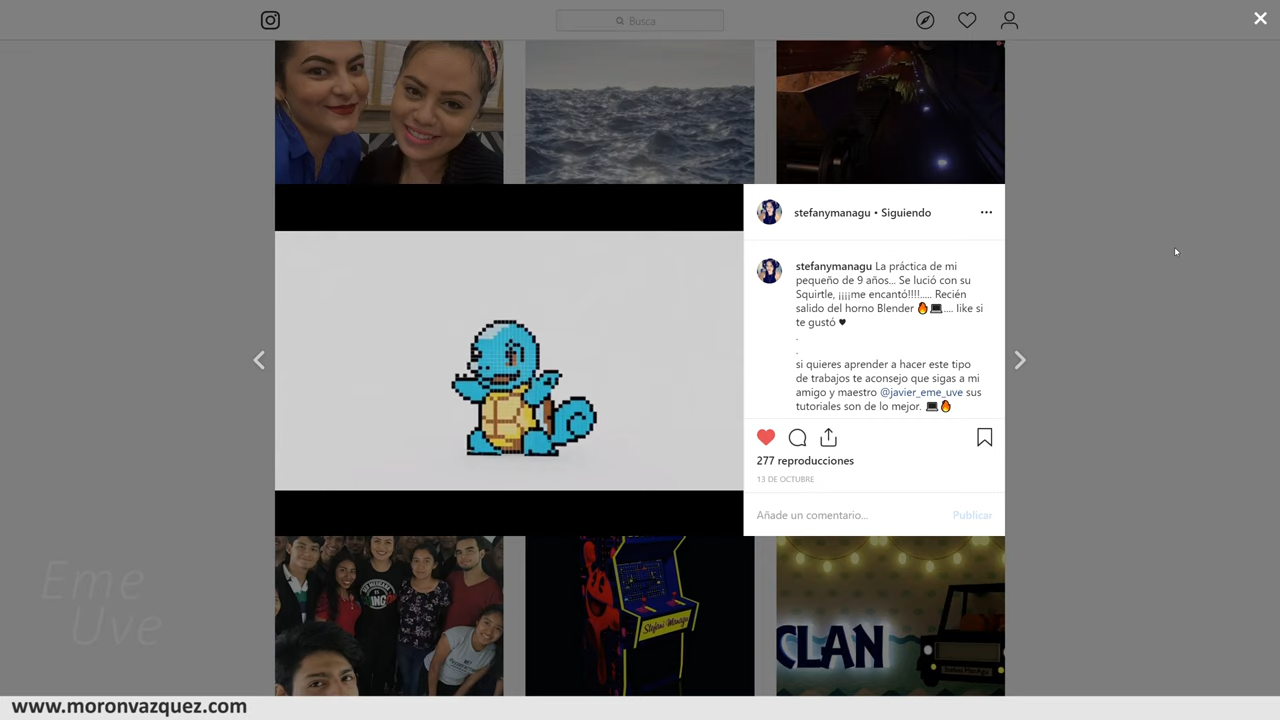 Busca
stefanymanagu • Siguiendo
stefanymanagu La práctica de mi
pequeño de 9 años... Se lució con su
Squirtle, ¡¡¡¡me encantó!!!!..... Recién
salido del horno Blender 🔥💻.... like si
te gustó ♥
.
.
si quieres aprender a hacer este tipo
de trabajos te aconsejo que sigas a mi
amigo y maestro @javier_eme_uve sus
tutoriales son de lo mejor. 💻🔥
277 reproducciones
13 DE OCTUBRE
Añade un comentario... Publicar
ING
Stefani Managu
CLAN
Eme
Uve
www.moronvazquez.com